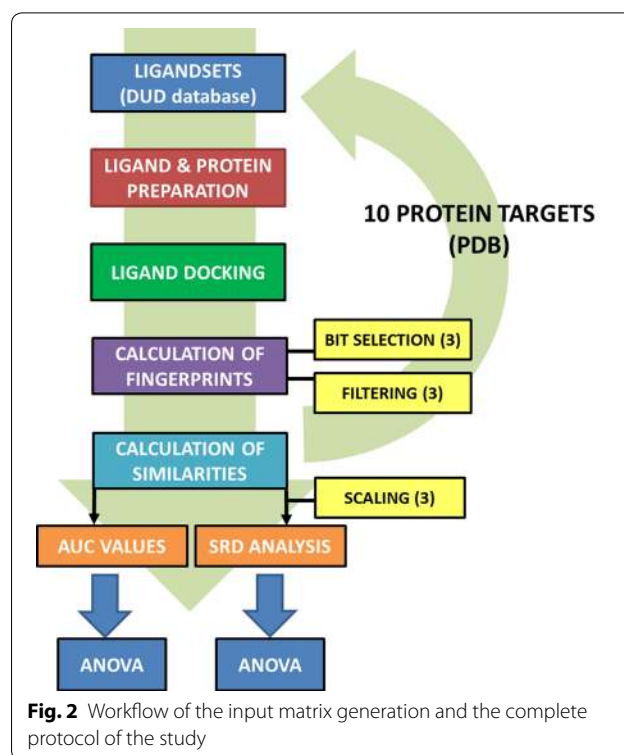 LIGANDSETS
(DUD database)
LIGAND & PROTEIN
PREPARATION
10 PROTEIN TARGETS
(PDB)
LIGAND DOCKING
CALCULATION OF
FINGERPRINTS
BIT SELECTION (3)
FILTERING (3)
CALCULATION OF
SIMILARITIES
SCALING (3)
AUC VALUES
SRD ANALYSIS
ANOVA
ANOVA
Fig. 2 Workflow of the input matrix generation and the complete
protocol of the study